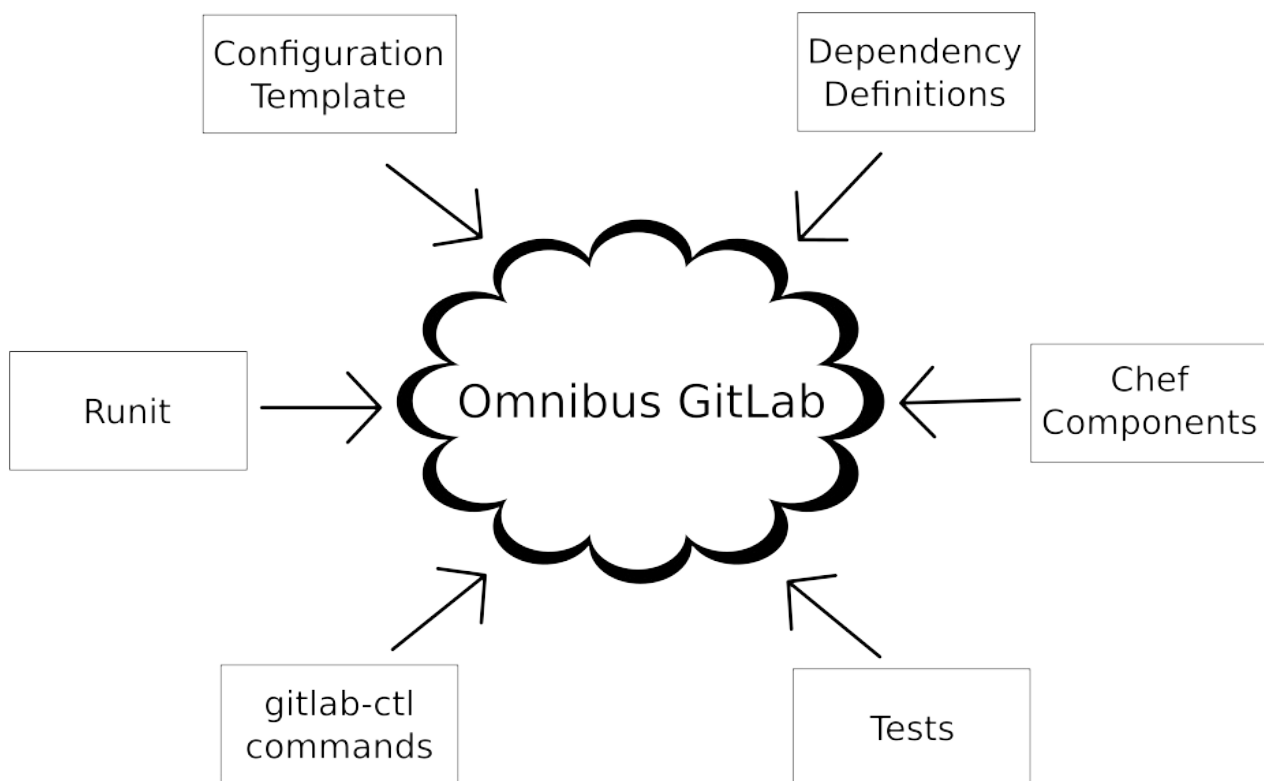 Configuration
Template
Dependency
Definitions
Runit
Omnibus GitLab
Chef
Components
gitlab-ctl
commands
Tests